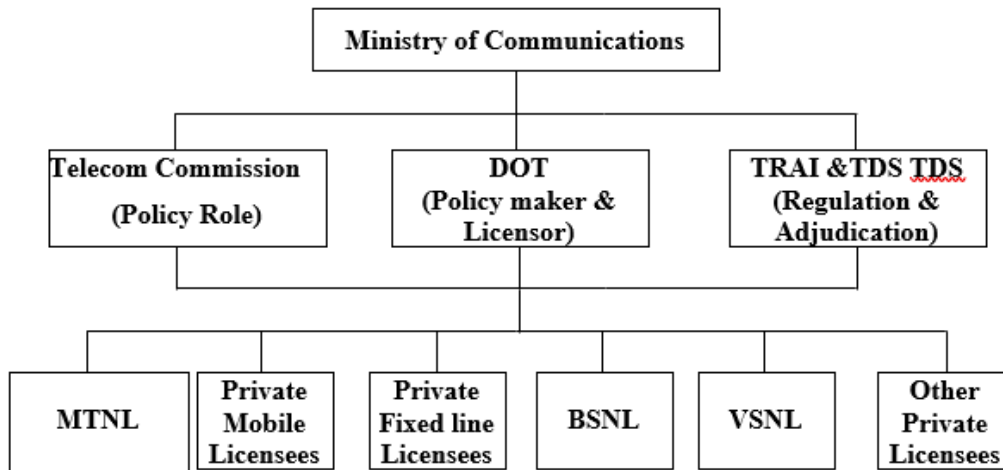 Ministry of Communications
Telecom Commission
(Policy Role)
DOT
(Policy maker &
Licensor)
TRAI &TDS TDS
(Regulation &
Adjudication)
MTNL
Private
Mobile
Licensees
Private
Fixed line
Licensees
BSNL
VSNL
Other
Private
Licensees